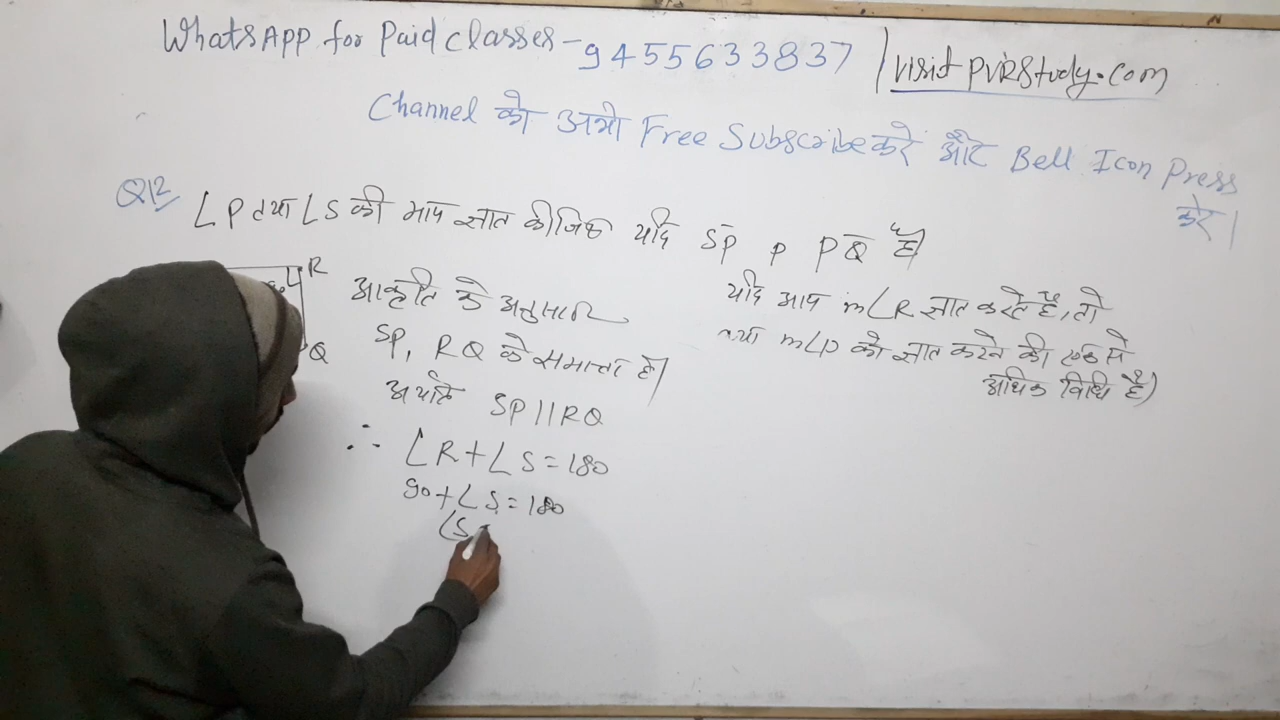 WhatsApp for Paid classes - 9455633837 / visit pvrstudy.com
Channel को अभी Free Subscribe करें और Bell Icon Press
करें |
Q12 ∠P तथा ∠S की माप ज्ञात कीजिए यदि SP P PQ है|
R
Q
आकृति के अनुसार
SP, RQ के समान्तर है|
अर्थात SP||RQ
∴ ∠R+∠S=180
90+∠S=180
∠S
यदि आप m∠R ज्ञात करते हैं, तो
क्या m∠P को ज्ञात करने की एक से
अधिक विधि है)